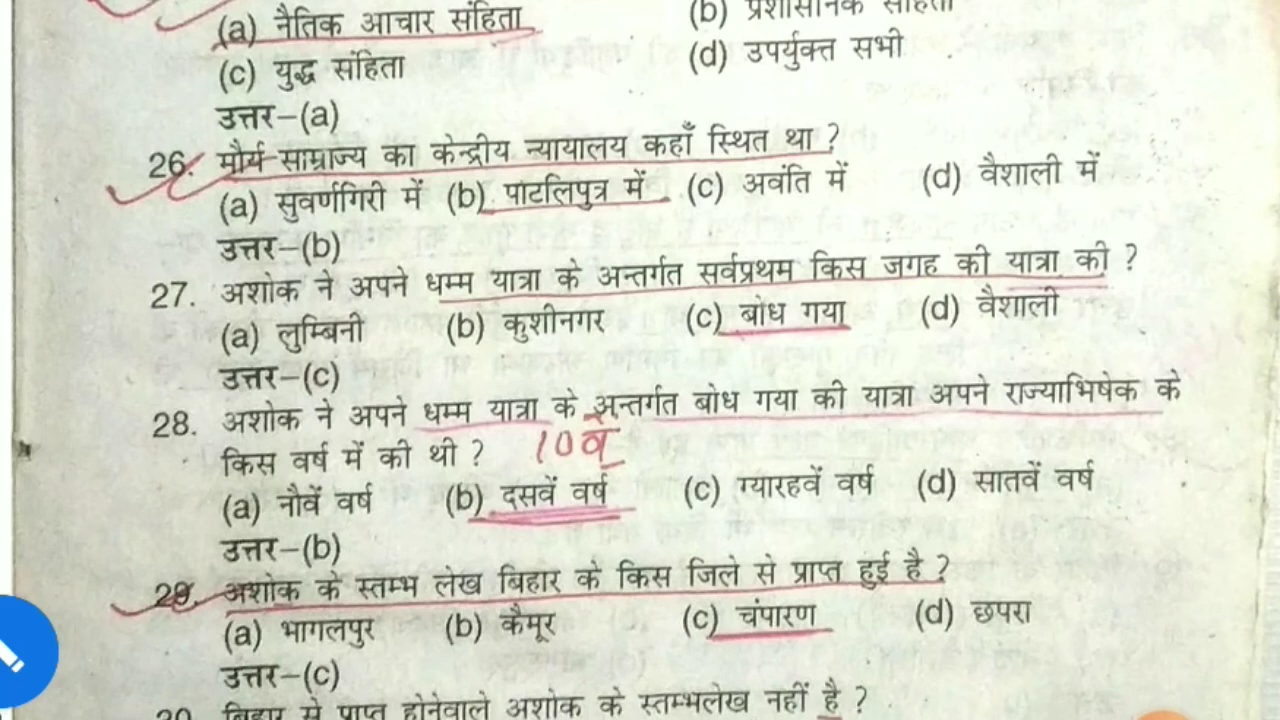 (a) नैतिक आचार संहिता (b) प्रशासनिक संहिता
(c) युद्ध संहिता (d) उपर्युक्त सभी
उत्तर–(a)
26. मौर्य साम्राज्य का केन्द्रीय न्यायालय कहाँ स्थित था ?
(a) सुवर्णगिरी में (b) पाटलिपुत्र में (c) अवंति में (d) वैशाली में
उत्तर–(b)
27. अशोक ने अपने धम्म यात्रा के अन्तर्गत सर्वप्रथम किस जगह की यात्रा की ?
(a) लुम्बिनी (b) कुशीनगर (c) बोध गया (d) वैशाली
उत्तर–(c)
28. अशोक ने अपने धम्म यात्रा के अन्तर्गत बोध गया की यात्रा अपने राज्याभिषेक के
किस वर्ष में की थी ? 10वें
(a) नौवें वर्ष (b) दसवें वर्ष (c) ग्यारहवें वर्ष (d) सातवें वर्ष
उत्तर–(b)
29. अशोक के स्तम्भ लेख बिहार के किस जिले से प्राप्त हुई है ?
(a) भागलपुर (b) कैमूर (c) चंपारण (d) छपरा
उत्तर–(c)
30. बिहार से प्राप्त होनेवाले अशोक के स्तम्भलेख नहीं है ?